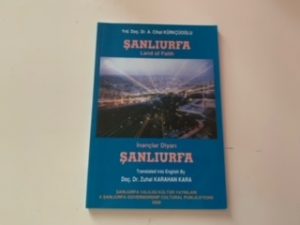 Yrd. Doç. Dr. A. Cihat KÜRKÇÜOĞLU
ŞANLIURFA
Land of Faith
İnançlar Diyarı
ŞANLIURFA
Translated into English By
Doç. Dr. Zuhal KARAHAN KARA
ŞANLIURFA VALİLİĞİ KÜLTÜR YAYINLARI
A ŞANLIURFA GOVERNORSHIP CULTURAL PUBLICATIONS